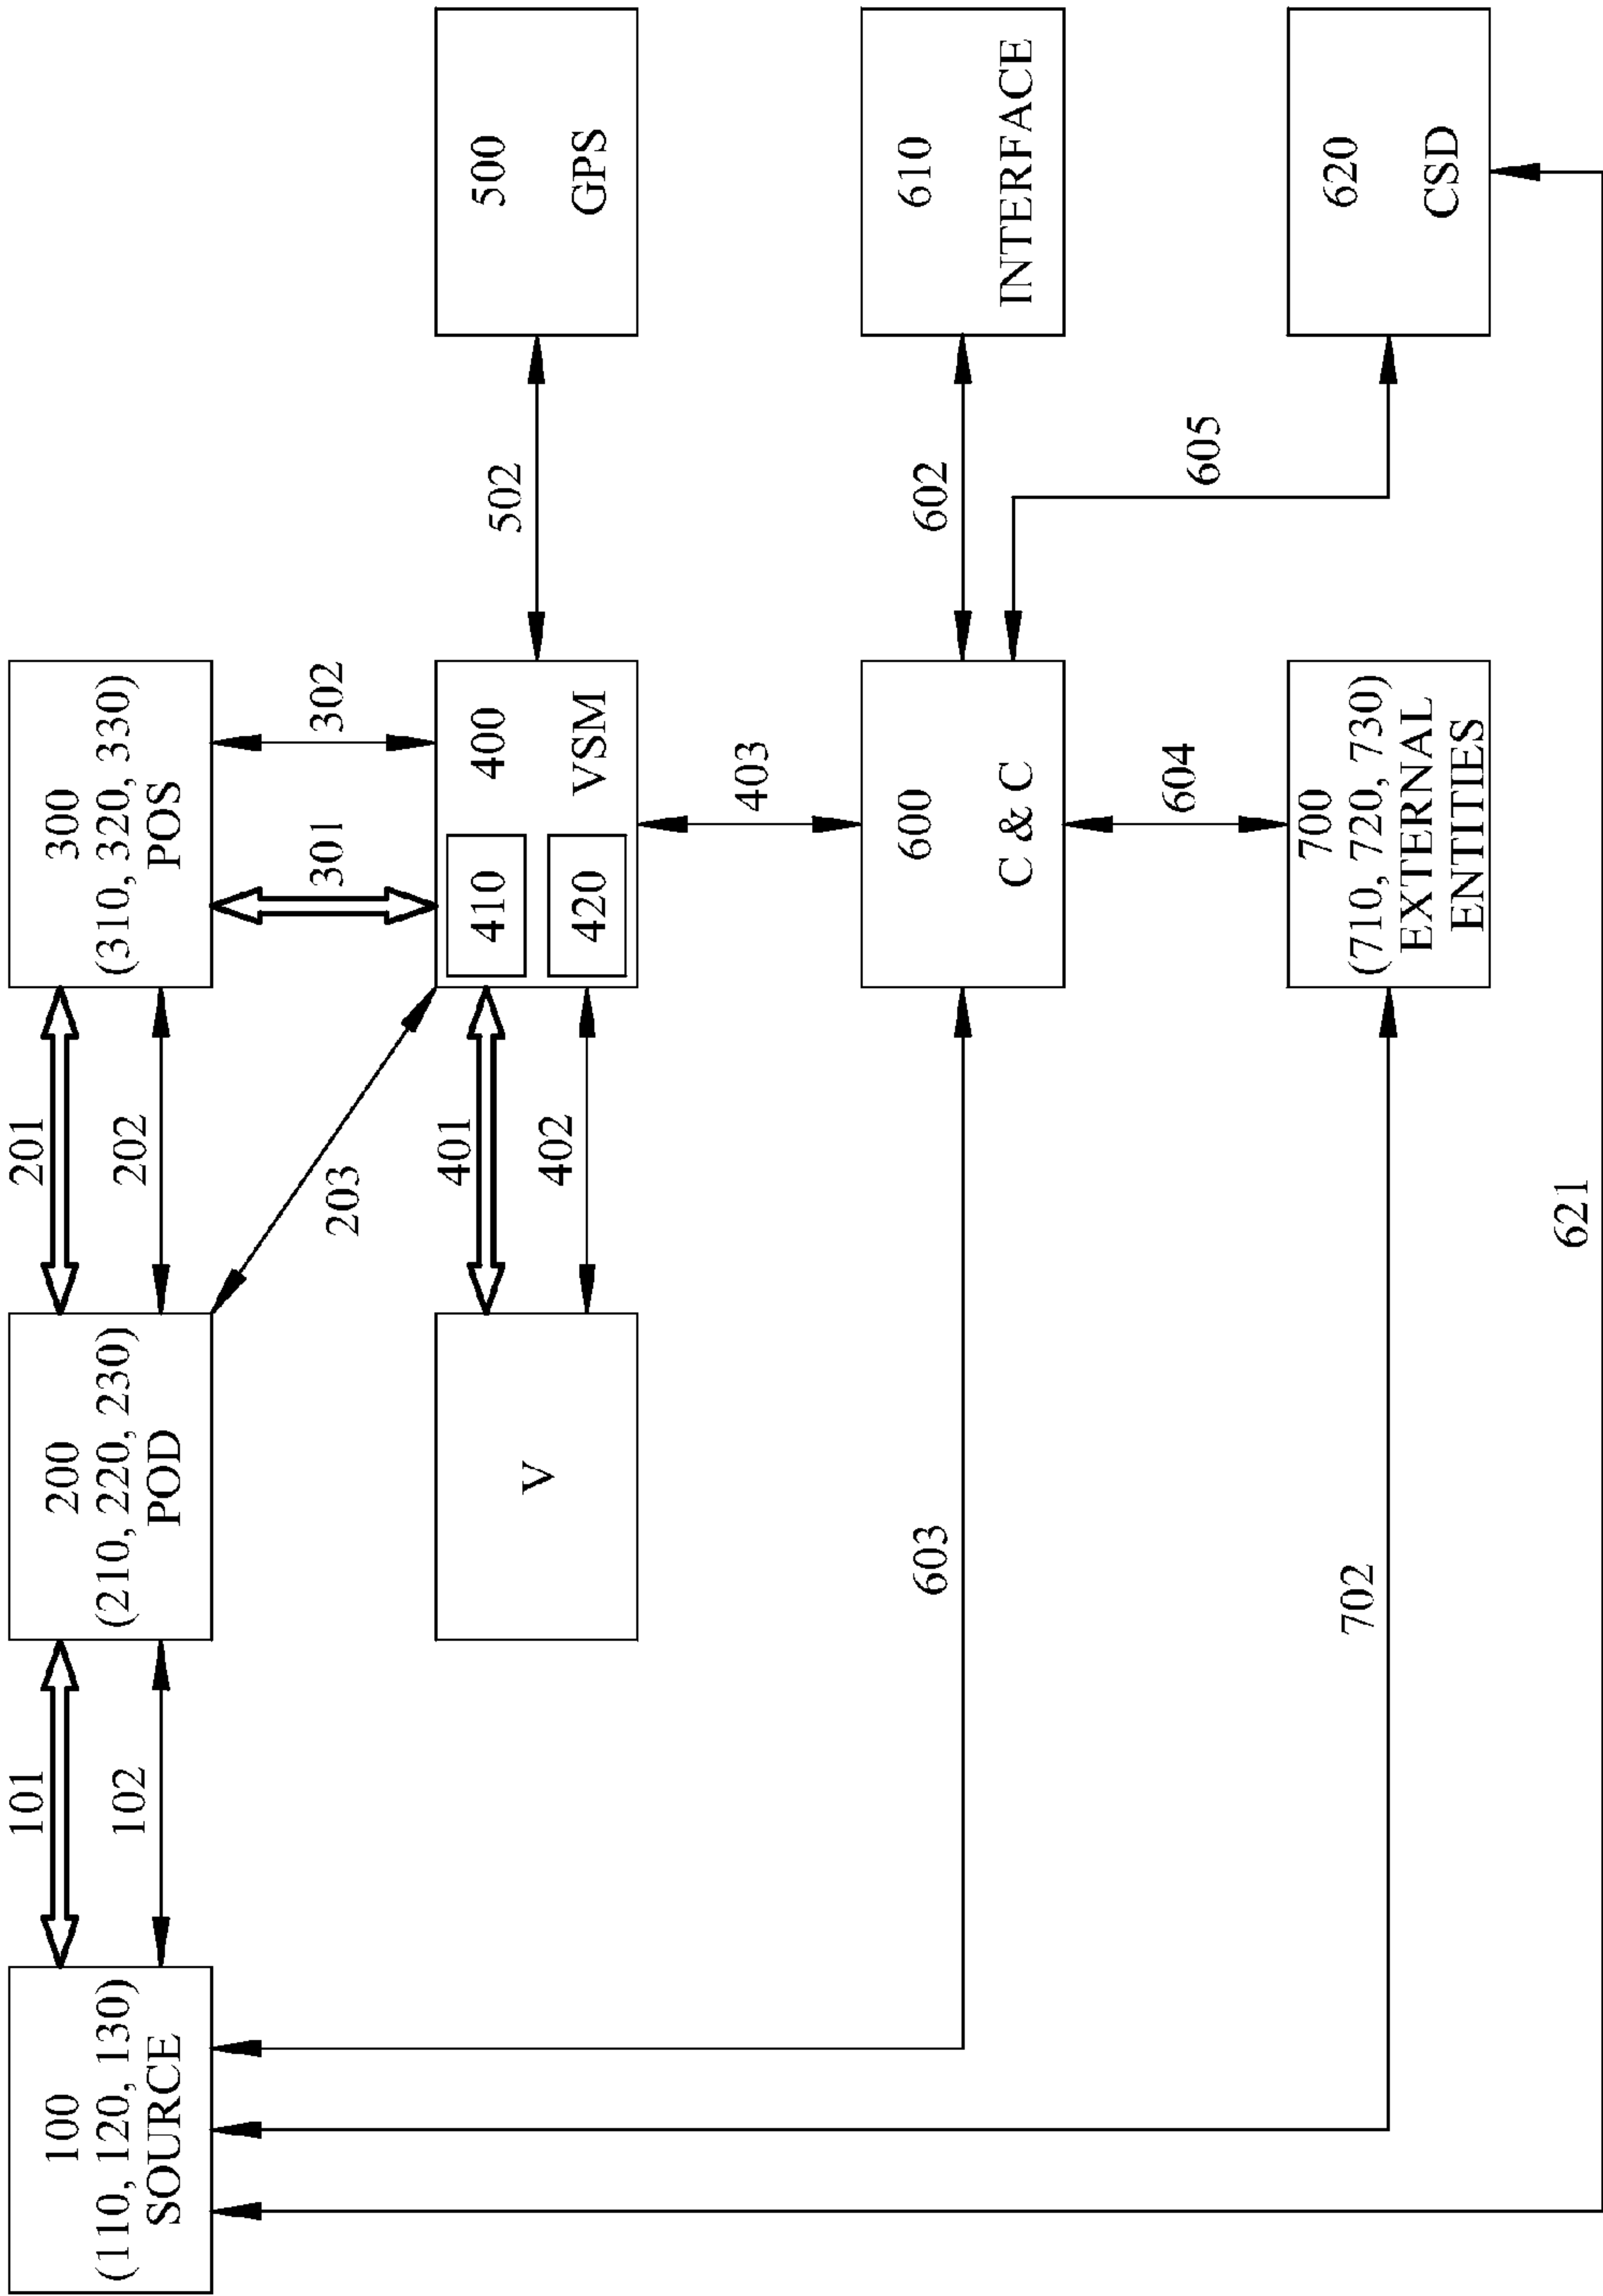 100
(110, 120, 130)
SOURCE
101
102
200
(210, 220, 230)
POD
201
202
300
(310, 320, 330)
POS
203
301
302
V
401
402
410
420
400
VSM
502
500
GPS
403
603
600
C & C
602
610
INTERFACE
604
605
702
700
(710, 720, 730)
EXTERNAL
ENTITIES
620
CSD
621